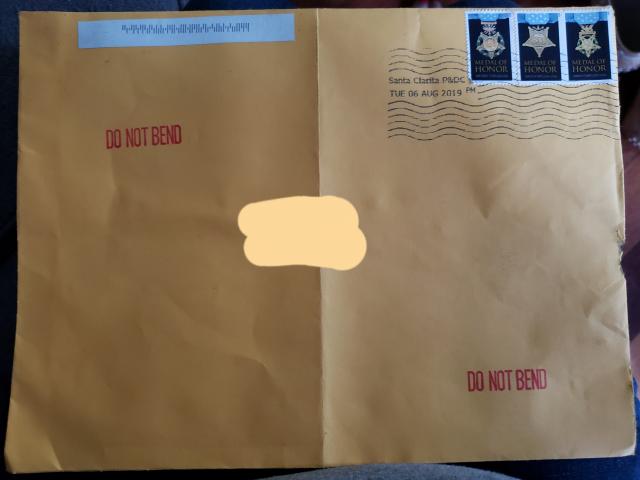 MEDAL OF
HONOR
MEDAL OF
HONOR
MEDAL OF
HONOR
Santa Clarita P&DC
TUE 06 AUG 2019 PM
DO NOT BEND
DO NOT BEND